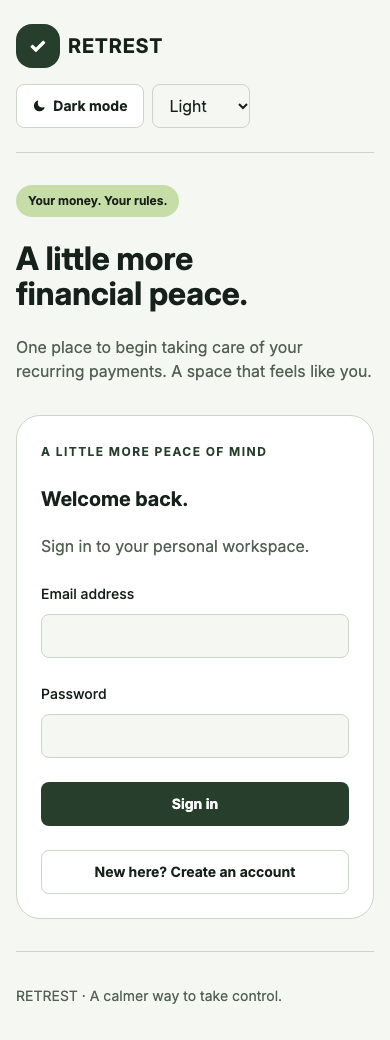 RETREST
Dark mode
Light
Your money. Your rules.
A little more
financial peace.
One place to begin taking care of your
recurring payments. A space that feels like you.
A LITTLE MORE PEACE OF MIND
Welcome back.
Sign in to your personal workspace.
Email address
Password
Sign in
New here? Create an account
RETREST · A calmer way to take control.